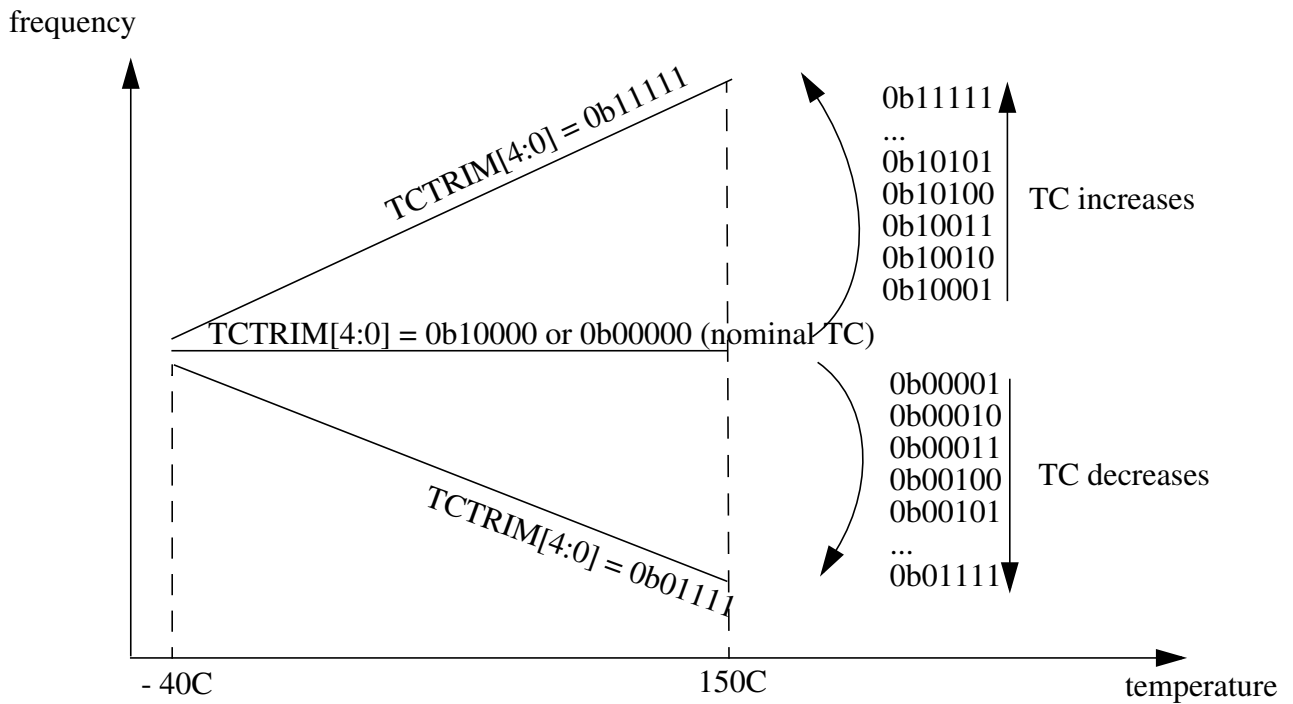 frequency
TCTRIM[4:0] = 0b11111
0b11111
...
0b10101
0b10100
0b10011
0b10010
0b10001
TC increases
TCTRIM[4:0] = 0b10000 or 0b00000 (nominal TC)
0b00001
0b00010
0b00011
0b00100
0b00101
...
0b01111
TC decreases
TCTRIM[4:0] = 0b01111
- 40C
150C
temperature